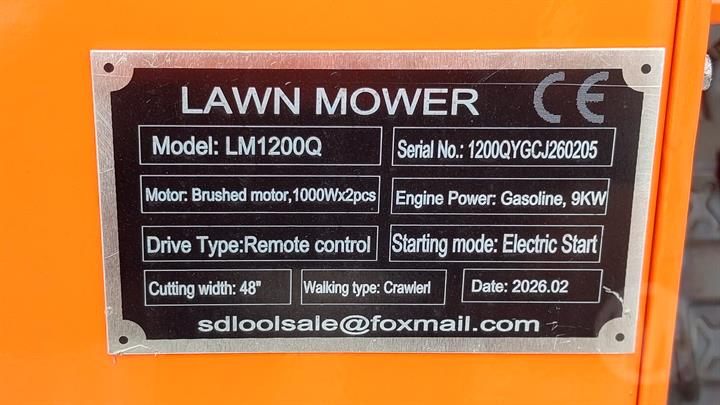 LAWN MOWER CE
Model: LM1200Q
Serial No.: 1200QYGCJ260205
Motor: Brushed motor,1000Wx2pcs
Engine Power: Gasoline, 9KW
Drive Type:Remote control
Starting mode: Electric Start
Cutting width: 48"
Walking type: Crawlerl
Date: 2026.02
sdloolsale@foxmail.com